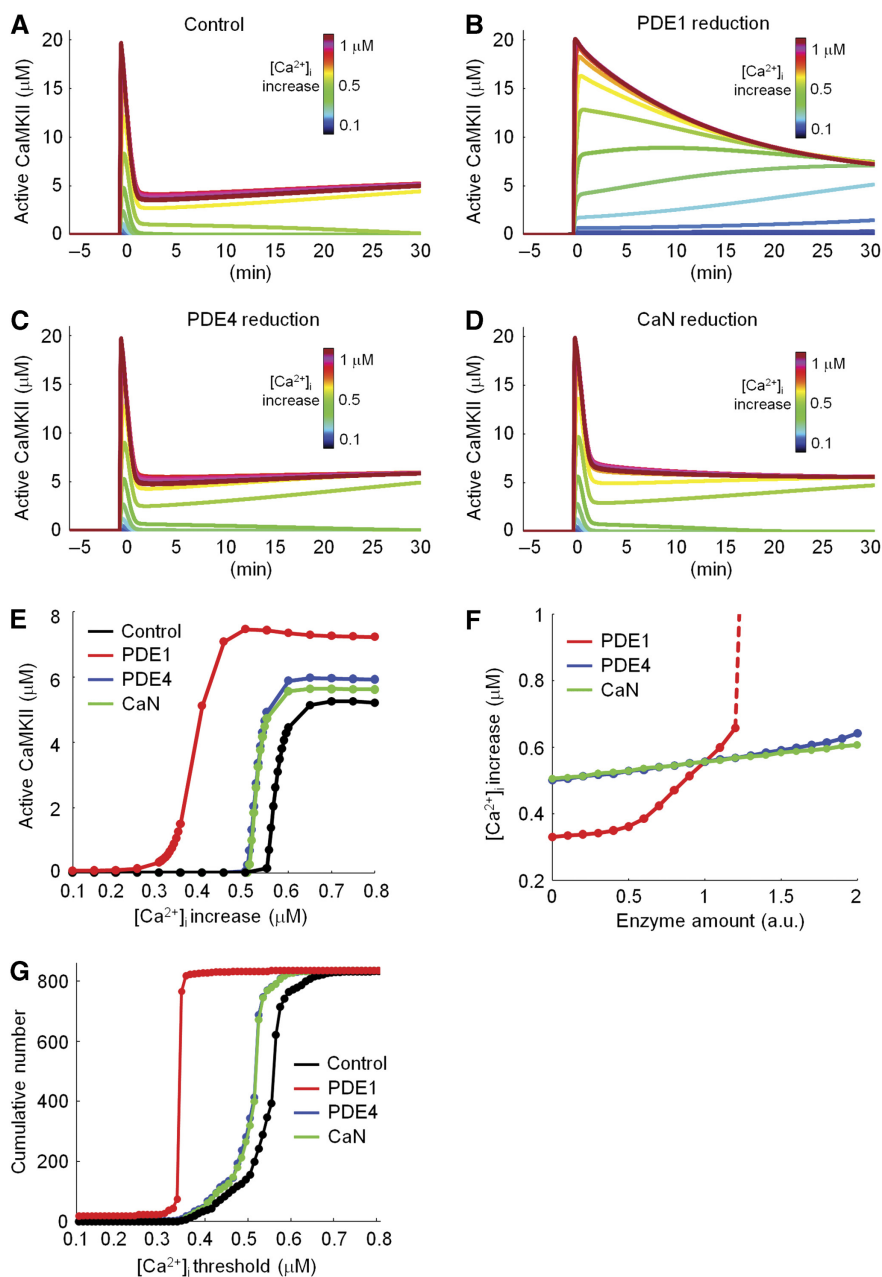 A
Control
Active CaMKII (μM)
20
15
10
5
0
–5 0 5 10 15 20 25 30
(min)
[Ca2+]i
increase
1 μM
0.5
0.1
B
PDE1 reduction
Active CaMKII (μM)
20
15
10
5
0
–5 0 5 10 15 20 25 30
(min)
[Ca2+]i
increase
1 μM
0.5
0.1
C
PDE4 reduction
Active CaMKII (μM)
20
15
10
5
0
–5 0 5 10 15 20 25 30
(min)
[Ca2+]i
increase
1 μM
0.5
0.1
D
CaN reduction
Active CaMKII (μM)
20
15
10
5
0
–5 0 5 10 15 20 25 30
(min)
[Ca2+]i
increase
1 μM
0.5
0.1
E
Active CaMKII (μM)
8
6
4
2
0
0.1 0.2 0.3 0.4 0.5 0.6 0.7 0.8
[Ca2+]i increase (μM)
Control
PDE1
PDE4
CaN
F
[Ca2+]i increase (μM)
1
0.8
0.6
0.4
0.2
0 0.5 1 1.5 2
Enzyme amount (a.u.)
PDE1
PDE4
CaN
G
Cumulative number
800
600
400
200
0
0.1 0.2 0.3 0.4 0.5 0.6 0.7 0.8
[Ca2+]i threshold (μM)
Control
PDE1
PDE4
CaN